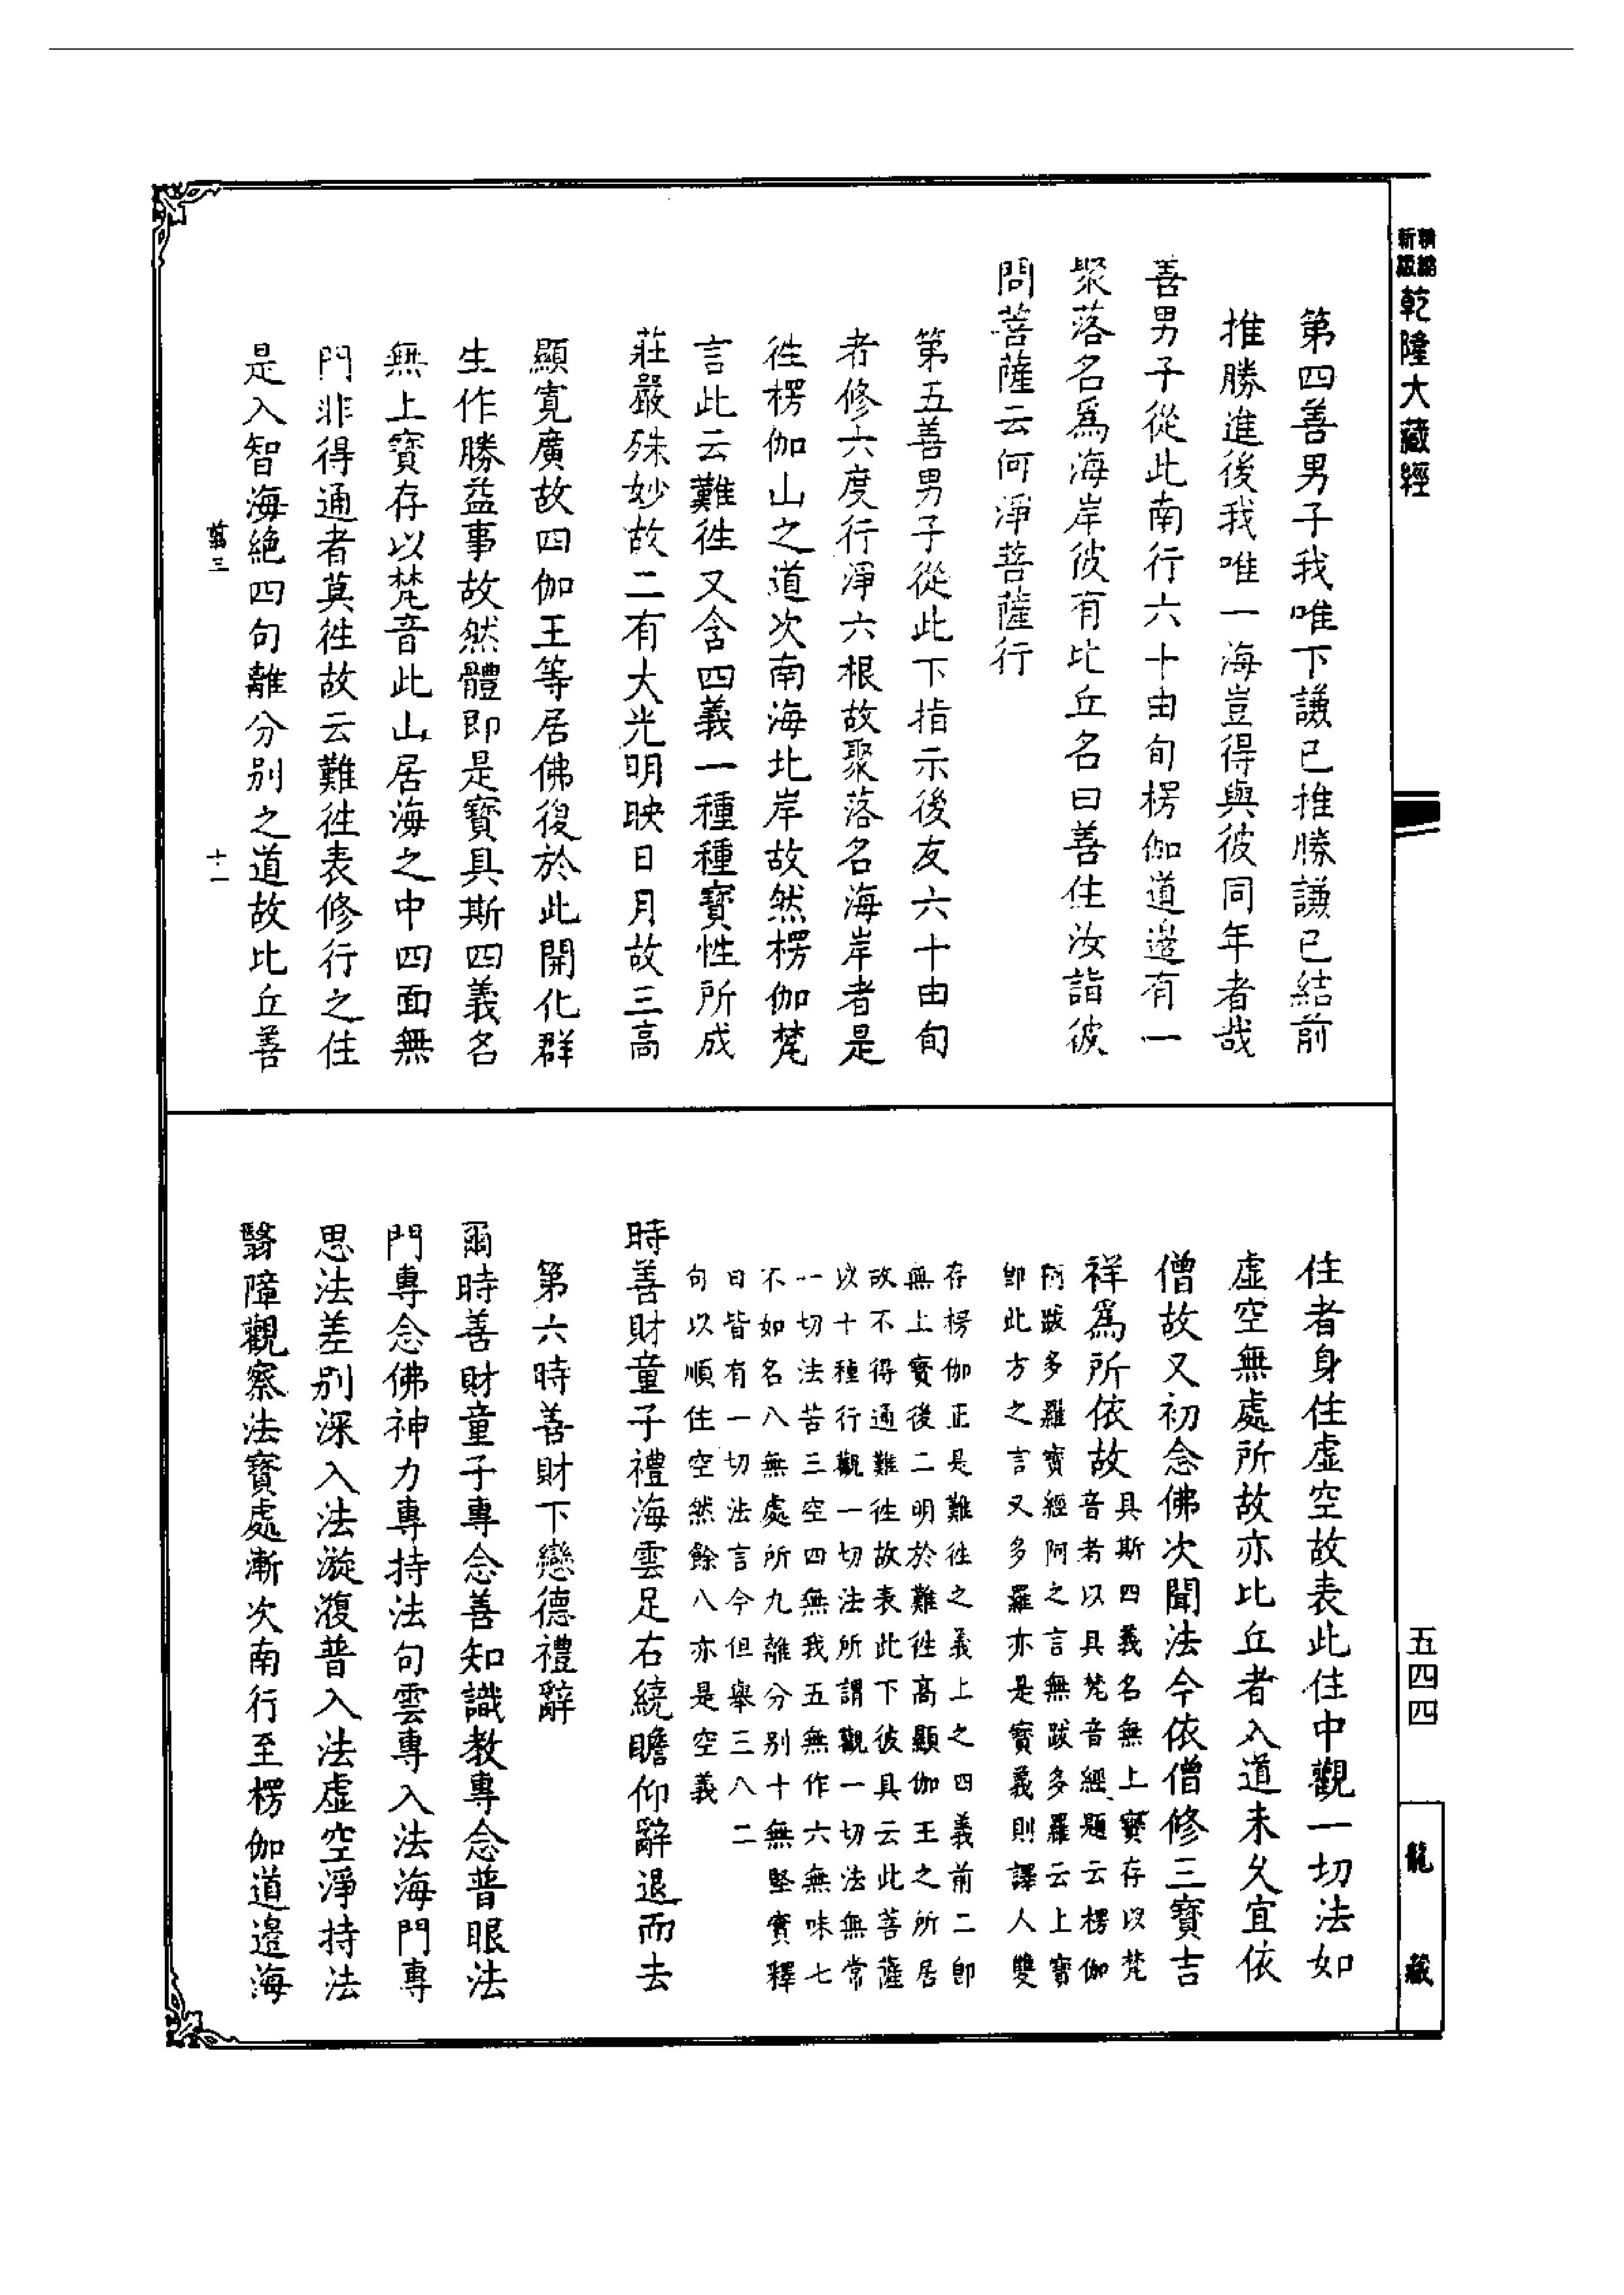 精縮
新版
乾隆大藏經
第四善男子我唯下謙已推勝謙已結前
推勝進後我唯一海豈得與彼同年者哉
善男子從此南行六十由旬楞伽道邊有一
聚落名爲海岸彼有比丘名曰善住汝詣彼
問菩薩云何淨菩薩行
第五善男子從此下指示後友六十由旬
者修六度行淨六根故聚落名海岸者是
徃楞伽山之道次南海北岸故然楞伽梵
言此云難徃又含四義一種種寶性所成
莊嚴殊妙故二有大光明映日月故三高
顯寛廣故四伽王等居佛復於此開化群
生作勝益事故然體即是寶具斯四義名
無上寶存以梵音此山居海之中四面無
門非得通者莫徃故云難徃表修行之住
是入智海絶四句離分别之道故比丘善
十一
住者身住虛空故表此住中觀一切法如
虛空無處所故亦比丘者入道未久宜依
僧故又初念佛次聞法今依僧修三寶吉
祥爲所依故
具斯四義名無上寶存以梵
音者以具梵音經題云楞伽
阿跋多羅寶經阿之言無跋多羅云上寶
卽此方之言又多羅亦是寶義則譯人雙
存楞伽正是難徃之義上之四義前二卽
無上寶後二明於難徃高顯伽王之所居
故不得通難徃故表此下彼具云此菩薩
以十種行觀一切法所謂觀一切法無常
一切法苦三空四無我五無作六無味七
不如名八無處所九離分别十無堅實釋
曰皆有一切法言今但舉三八二
句以順住空然餘八亦是空義
時善財童子禮海雲足右繞瞻仰辭退而去
第六時善財下戀德禮辭
爾時善財童子專念善知識教專念普眼法
門專念佛神力專持法句雲專入法海門專
思法差别深入法漩澓普入法虛空淨持法
翳障觀察法寶處漸次南行至楞伽道邊海
五四四
龍藏